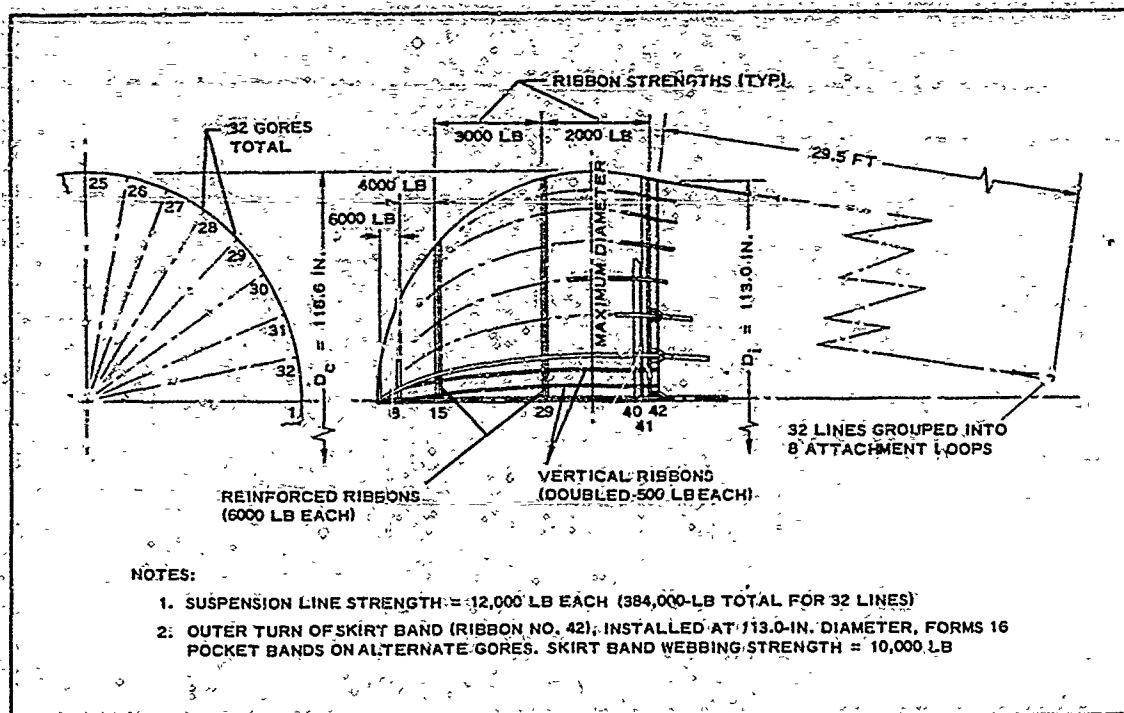 RIBBON STRENGTHS (TYP)
32 GORES
TOTAL
3000 LB
2000 LB
29.5 FT
4000 LB
6000 LB
25
26
27
28
29
30
31
32
1
D_C = 118.6 IN.
MAXIMUM DIAMETER
D_i = 113.0 IN.
8
15
29
40
41
42
32 LINES GROUPED INTO
8 ATTACHMENT LOOPS
REINFORCED RIBBONS
(6000 LB EACH)
VERTICAL RIBBONS
(DOUBLED-500 LB EACH)
NOTES:
1. SUSPENSION LINE STRENGTH = 12,000 LB EACH (384,000-LB TOTAL FOR 32 LINES)
2. OUTER TURN OF SKIRT BAND (RIBBON NO. 42), INSTALLED AT 113.0-IN. DIAMETER, FORMS 16
POCKET BANDS ON ALTERNATE GORES. SKIRT BAND WEBBING STRENGTH = 10,000 LB